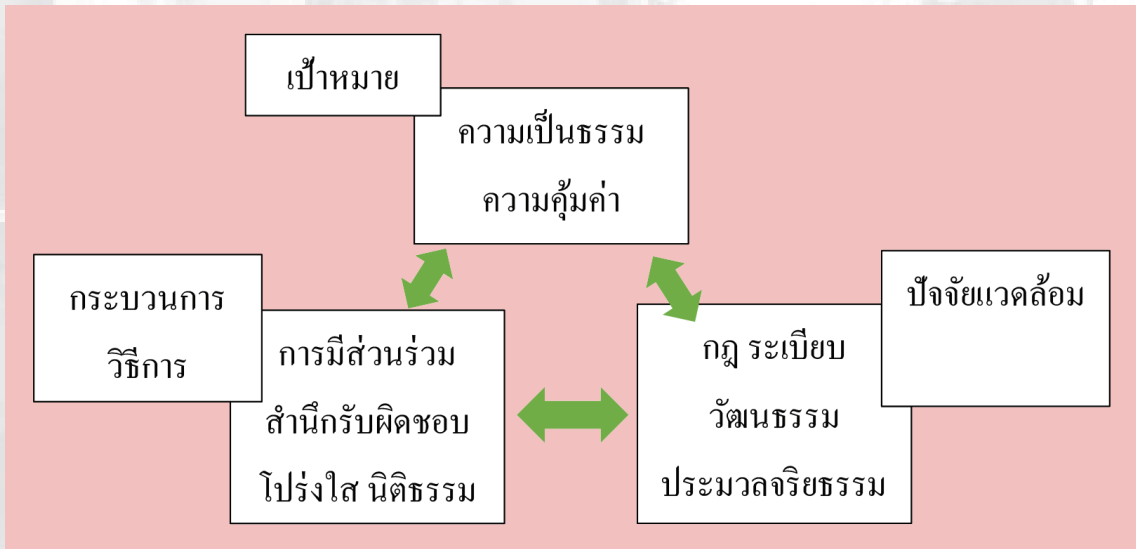 เป้าหมาย
ความเป็นธรรม
ความคุ้มค่า
กระบวนการ
วิธีการ
การมีส่วนร่วม
สำนึกรับผิดชอบ
โปร่งใส นิติธรรม
ปัจจัยแวดล้อม
กฎ ระเบียบ
วัฒนธรรม
ประมวลจริยธรรม